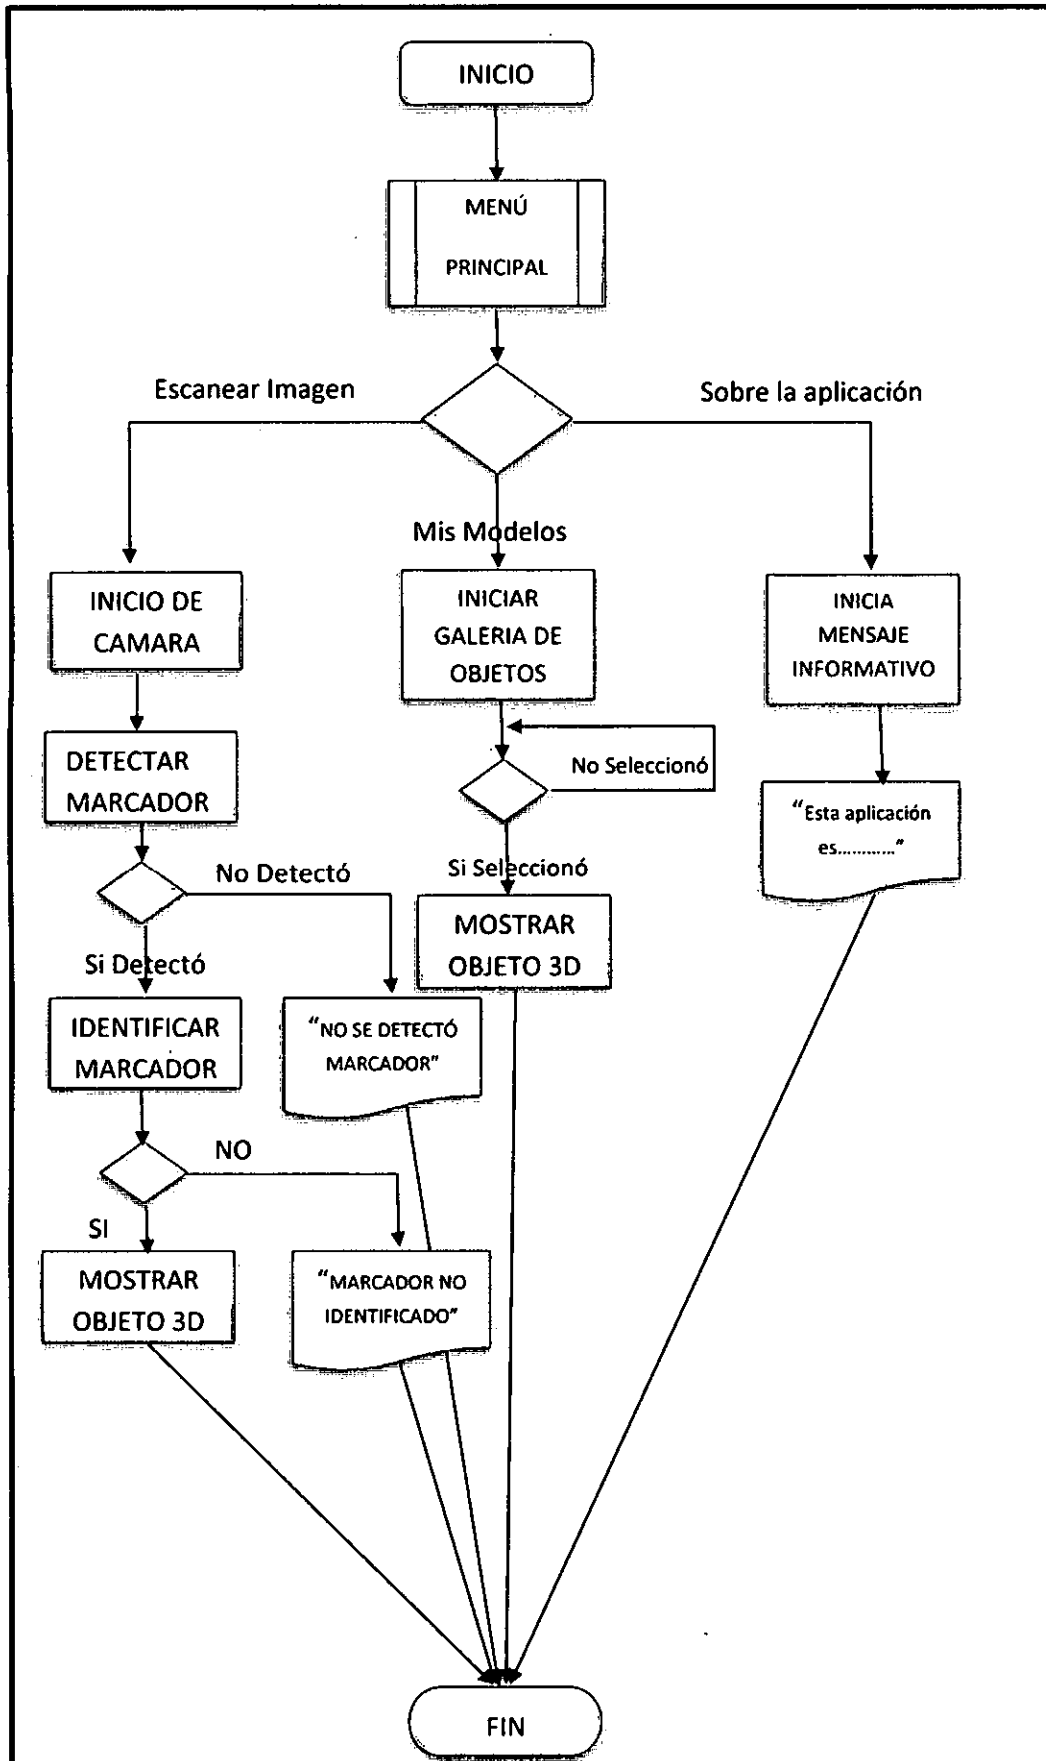 INICIO
MENÚ
PRINCIPAL
Escanear Imagen
Sobre la aplicación
Mis Modelos
INICIO DE
CAMARA
INICIAR
GALERIA DE
OBJETOS
INICIA
MENSAJE
INFORMATIVO
DETECTAR
MARCADOR
No Seleccionó
"Esta aplicación
es............"
No Detectó
Si Seleccionó
MOSTRAR
OBJETO 3D
Si Detectó
IDENTIFICAR
MARCADOR
"NO SE DETECTÓ
MARCADOR"
NO
SI
MOSTRAR
OBJETO 3D
"MARCADOR NO
IDENTIFICADO"
FIN